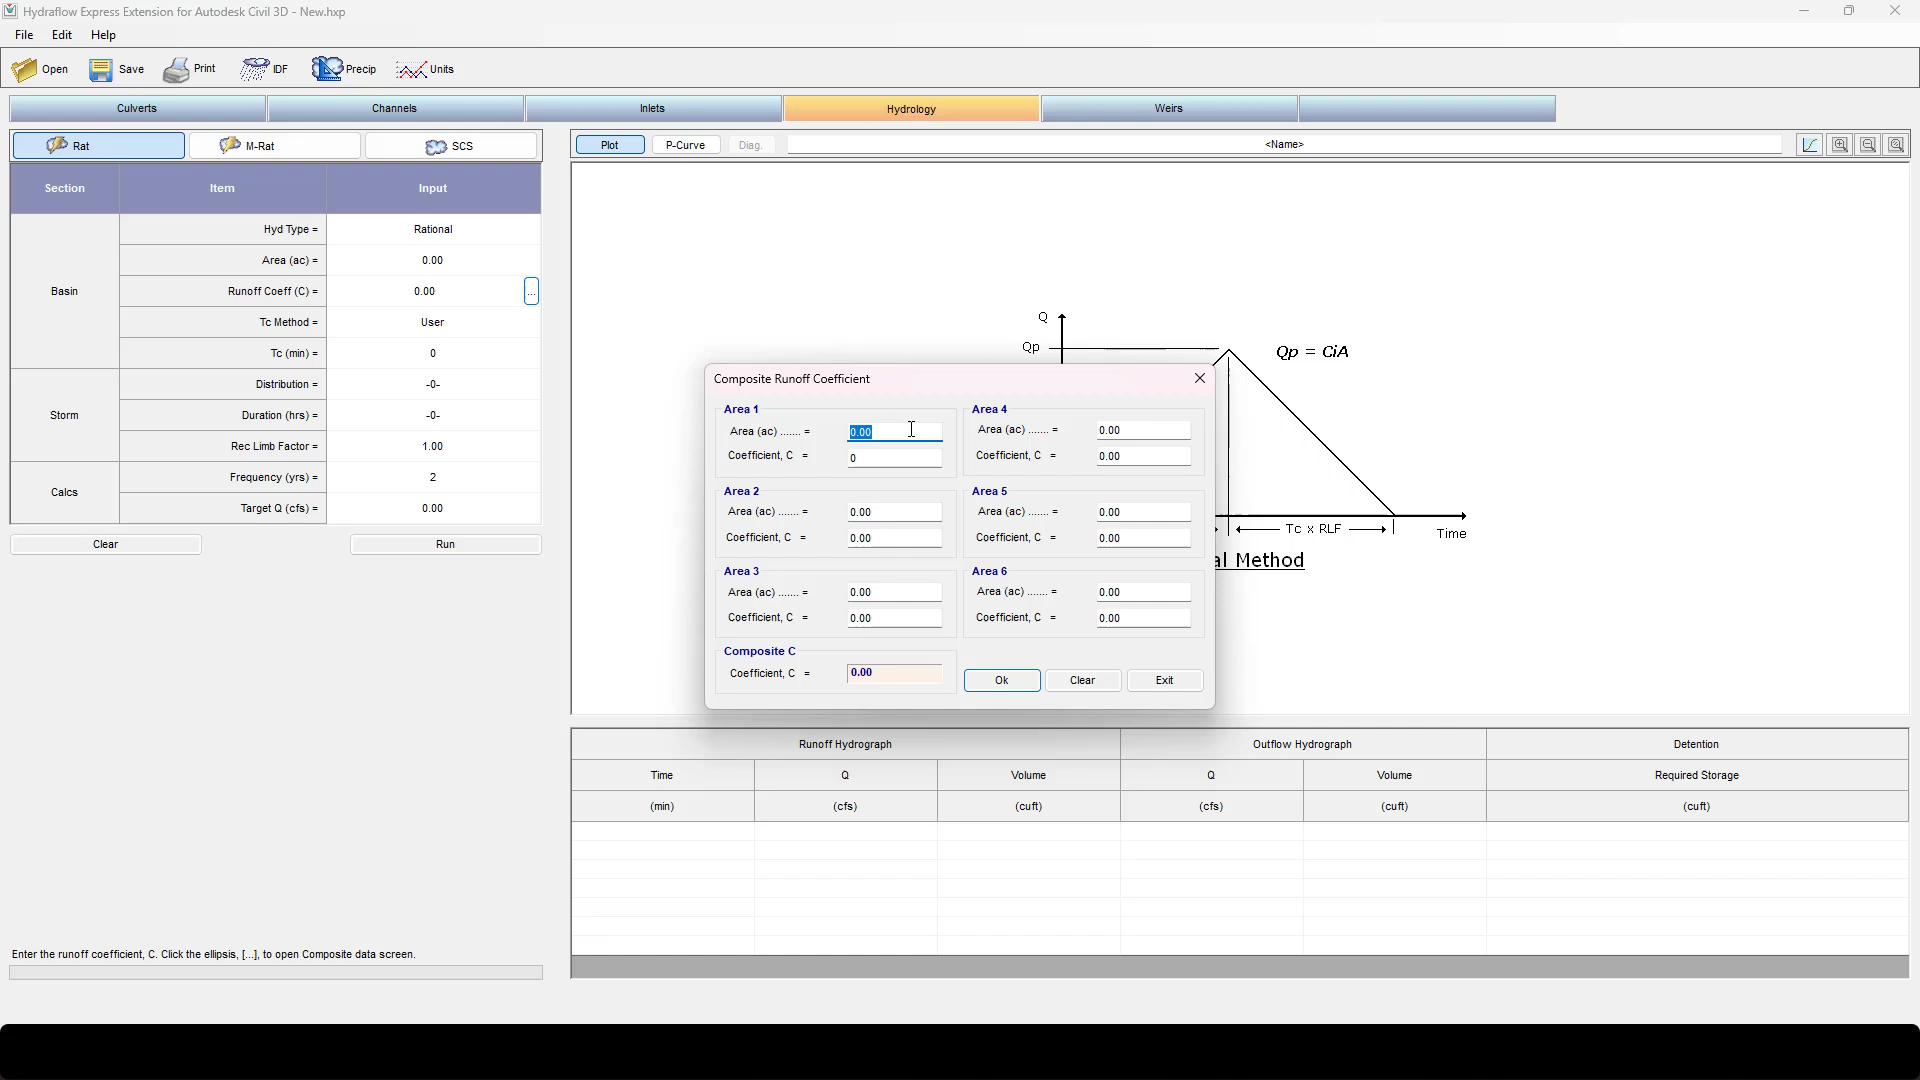 Hydraflow Express Extension for Autodesk Civil 3D - New.hxp
File Edit Help
Open Save Print IDF Precip Units
Culverts Channels Inlets Hydrology Weirs
Rat M-Rat SCS
Plot P-Curve Diag. <Name>
Section Item Input
Basin
Hyd Type = Rational
Area (ac) = 0.00
Runoff Coeff (C) = 0.00 ...
Tc Method = User
Tc (min) = 0
Storm
Distribution = -0-
Duration (hrs) = -0-
Rec Limb Factor = 1.00
Calcs
Frequency (yrs) = 2
Target Q (cfs) = 0.00
Clear Run
Q
Qp
Qp = CiA
Tc x RLF
Time
al Method
Composite Runoff Coefficient
Area 1
Area (ac) ....... = 0.00
Coefficient, C = 0
Area 2
Area (ac) ....... = 0.00
Coefficient, C = 0.00
Area 3
Area (ac) ....... = 0.00
Coefficient, C = 0.00
Area 4
Area (ac) ....... = 0.00
Coefficient, C = 0.00
Area 5
Area (ac) ....... = 0.00
Coefficient, C = 0.00
Area 6
Area (ac) ....... = 0.00
Coefficient, C = 0.00
Composite C
Coefficient, C = 0.00
Ok Clear Exit
Runoff Hydrograph Outflow Hydrograph Detention
Time Q Volume Q Volume Required Storage
(min) (cfs) (cuft) (cfs) (cuft) (cuft)
Enter the runoff coefficient, C. Click the ellipsis, [...], to open Composite data screen.